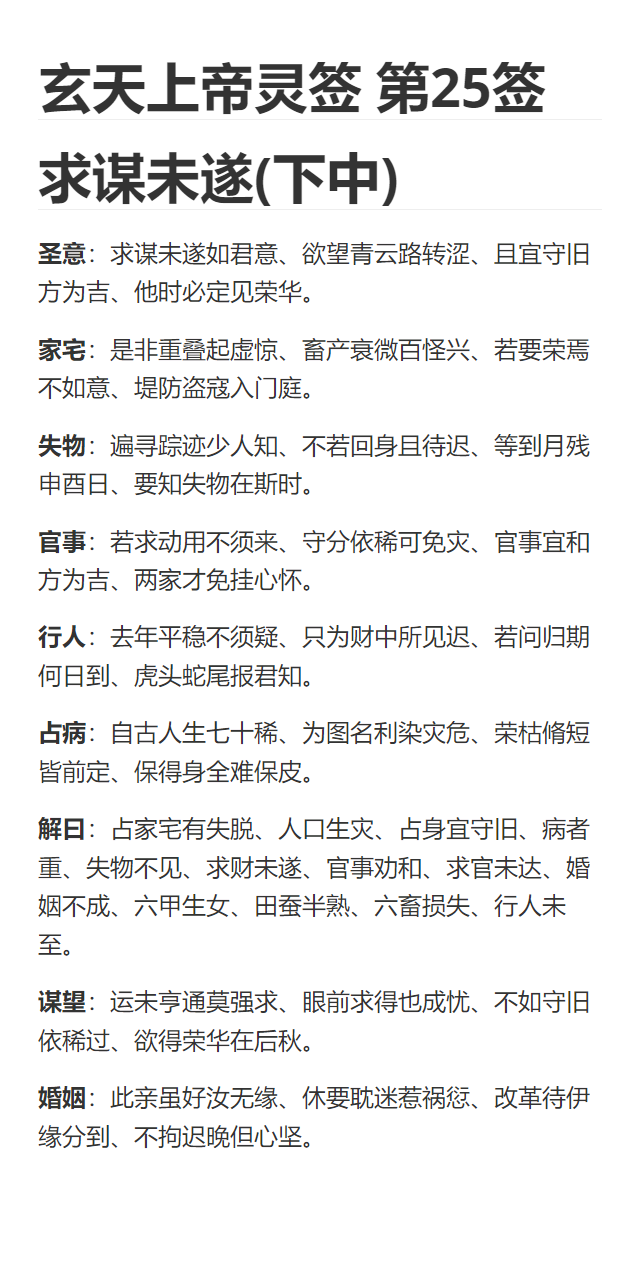 玄天上帝灵签 第25签
求谋未遂(下中)
圣意：求谋未遂如君意、欲望青云路转涩、且宜守旧
方为吉、他时必定见荣华。
家宅：是非重叠起虚惊、畜产衰微百怪兴、若要荣焉
不如意、堤防盗寇入门庭。
失物：遍寻踪迹少人知、不若回身且待迟、等到月残
申酉日、要知失物在斯时。
官事：若求动用不须来、守分依稀可免灾、官事宜和
方为吉、两家才免挂心怀。
行人：去年平稳不须疑、只为财中所见迟、若问归期
何日到、虎头蛇尾报君知。
占病：自古人生七十稀、为图名利染灾危、荣枯脩短
皆前定、保得身全难保皮。
解曰：占家宅有失脱、人口生灾、占身宜守旧、病者
重、失物不见、求财未遂、官事劝和、求官未达、婚
姻不成、六甲生女、田蚕半熟、六畜损失、行人未
至。
谋望：运未亨通莫强求、眼前求得也成忧、不如守旧
依稀过、欲得荣华在后秋。
婚姻：此亲虽好汝无缘、休要耽迷惹祸愆、改革待伊
缘分到、不拘迟晚但心坚。